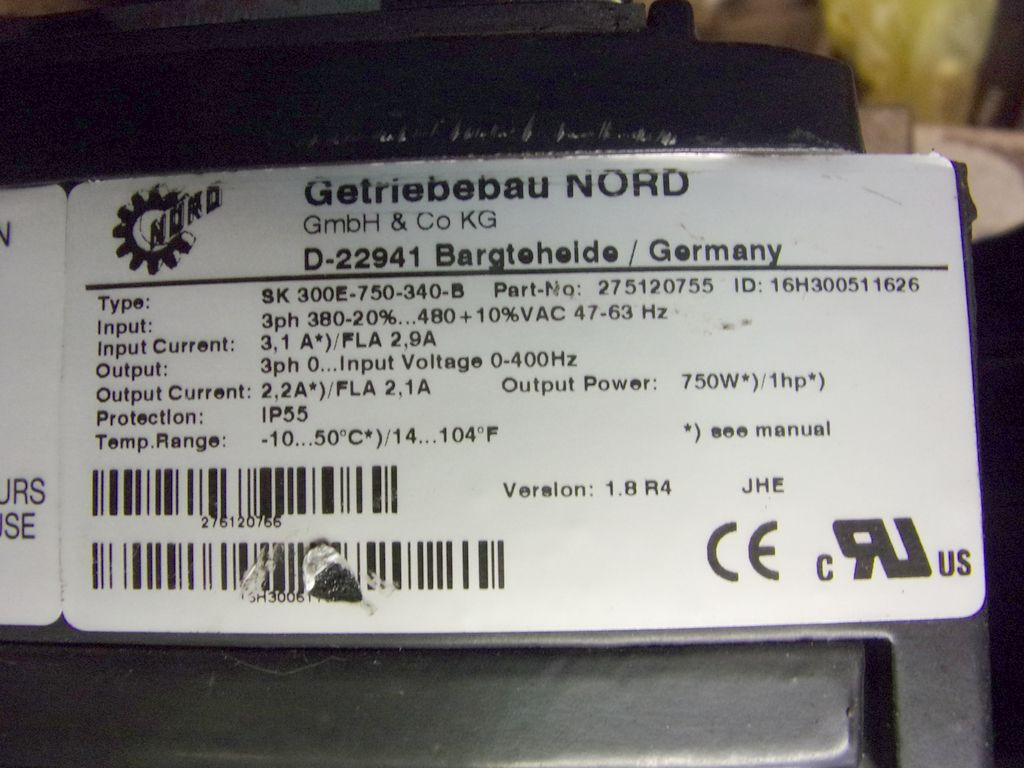 NORD
Getriebebau NORD
GmbH & Co KG
D-22941 Bargteheide / Germany
Type: SK 300E-750-340-B Part-No: 275120755 ID: 16H300511626
Input: 3ph 380-20%...480+10%VAC 47-63 Hz
Input Current: 3,1 A*)/FLA 2,9A
Output: 3ph 0...Input Voltage 0-400Hz
Output Current: 2,2A*)/FLA 2,1A Output Power: 750W*)/1hp*)
Protection: IP55
Temp.Range: -10...50°C*)/14...104°F *) see manual
Version: 1.8 R4 JHE
275120755
CE c RU US
N
URS
USE